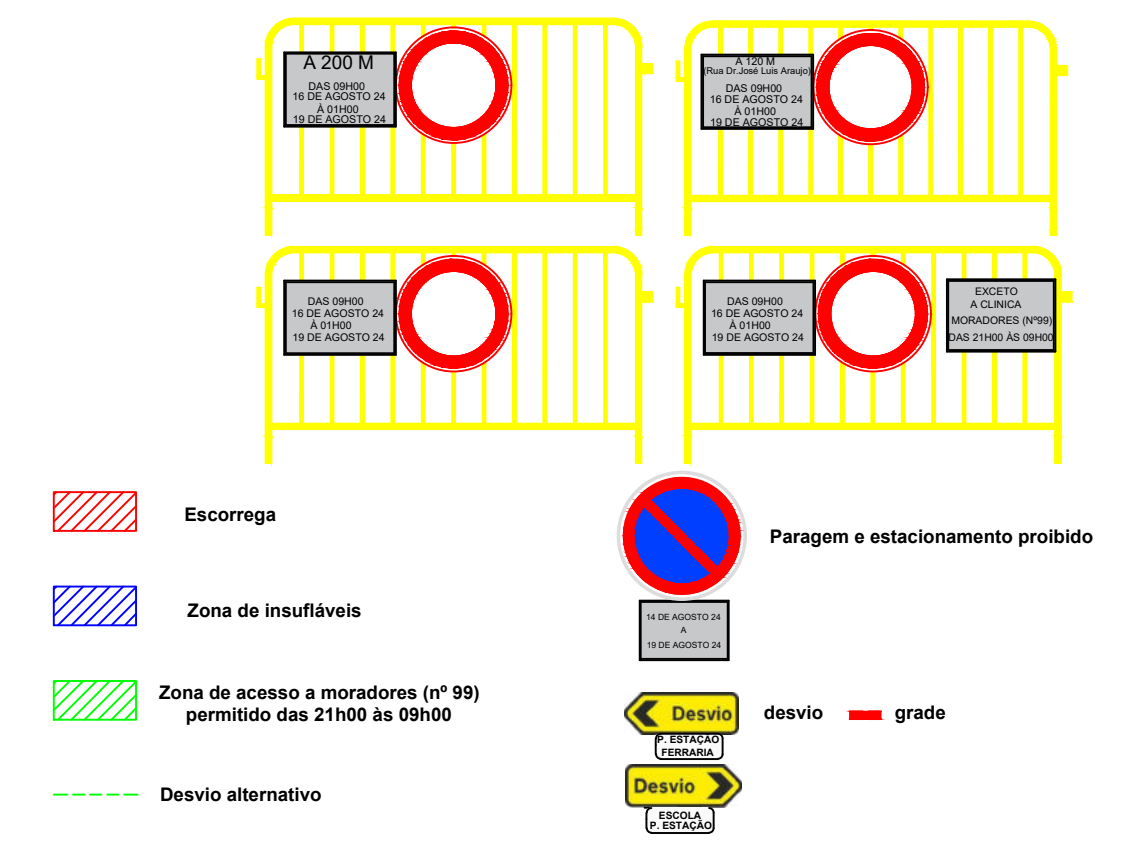 A 200 M
DAS 09H00
16 DE AGOSTO 24
À 01H00
19 DE AGOSTO 24
A 120 M
(Rua Dr.José Luis Araujo)
DAS 09H00
16 DE AGOSTO 24
À 01H00
19 DE AGOSTO 24
DAS 09H00
16 DE AGOSTO 24
À 01H00
19 DE AGOSTO 24
DAS 09H00
16 DE AGOSTO 24
À 01H00
19 DE AGOSTO 24
EXCETO
A CLINICA
MORADORES (Nº99)
DAS 21H00 ÀS 09H00
Escorrega
Zona de insufláveis
Zona de acesso a moradores (nº 99)
permitido das 21h00 às 09h00
Desvio alternativo
Paragem e estacionamento proibido
14 DE AGOSTO 24
A
19 DE AGOSTO 24
Desvio
P. ESTAÇÃO
FERRARIA
desvio
grade
Desvio
ESCOLA
P. ESTAÇÃO